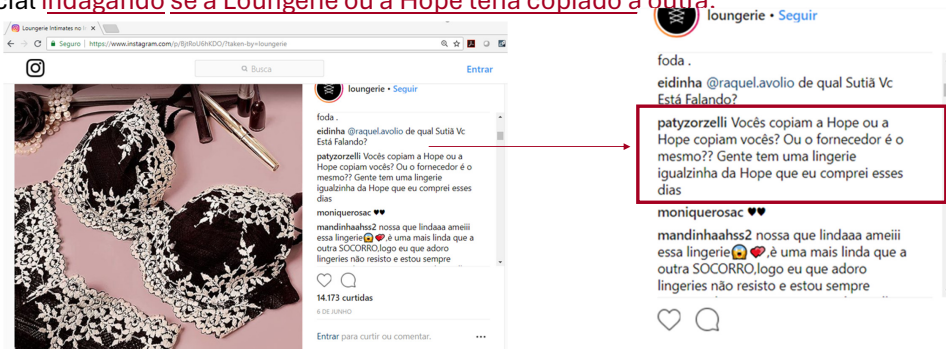 cial indagando se a Loungerie ou a Hope teria copiado a outra.
Loungerie Intimates no I
Seguro | https://www.instagram.com/p/BJtRoU6hKDO/?taken-by=loungerie
Busca
Entrar
loungerie • Seguir
foda .
eidinha @raquel.avolio de qual Sutiã Vc
Está Falando?
patyzorzelli Vocês copiam a Hope ou a
Hope copiam vocês? Ou o fornecedor é o
mesmo?? Gente tem uma lingerie
igualzinha da Hope que eu comprei esses
dias
moniquerosac ♥♥
mandinhaahss2 nossa que lindaaa ameiii
essa lingerie😱💕,è uma mais linda que a
outra SOCORRO,logo eu que adoro
lingeries não resisto e estou sempre
14.173 curtidas
6 DE JUNHO
Entrar para curtir ou comentar.
loungerie • Seguir
foda .
eidinha @raquel.avolio de qual Sutiã Vc
Está Falando?
patyzorzelli Vocês copiam a Hope ou a
Hope copiam vocês? Ou o fornecedor é o
mesmo?? Gente tem uma lingerie
igualzinha da Hope que eu comprei esses
dias
moniquerosac ♥♥
mandinhaahss2 nossa que lindaaa ameiii
essa lingerie😱💕,è uma mais linda que a
outra SOCORRO,logo eu que adoro
lingeries não resisto e estou sempre